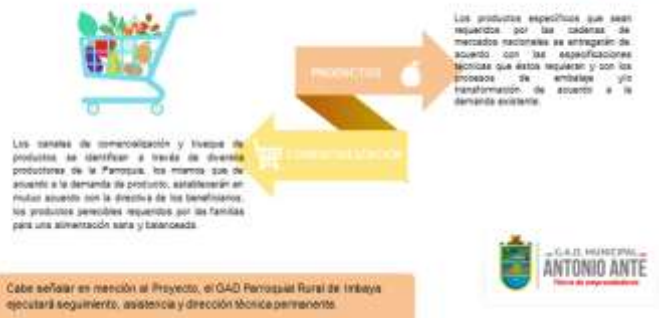 Los productos específicos que sean
requeridos por las cadenas de
mercados nacionales se entregarán de
acuerdo con las especificaciones
técnicas que éstos requieran y con los
procesos de embalaje y/o
transformación de acuerdo a la
demanda existente.
PRODUCTOS
COMERCIALIZACIÓN
Los canales de comercialización y trueque de
productos se identifican a través de diversos
productores de la Parroquia, los mismos que de
acuerdo a la demanda de producto, establecerán en
mutuo acuerdo con la directiva de los beneficiarios,
los productos perecibles requeridos por las familias
para una alimentación sana y balanceada.
G.A.D. MUNICIPAL
ANTONIO ANTE
Tierra de emprendedores
Cabe señalar en mención al Proyecto, el GAD Parroquial Rural de Imbaya
ejecutará seguimiento, asistencia y dirección técnica permanente.